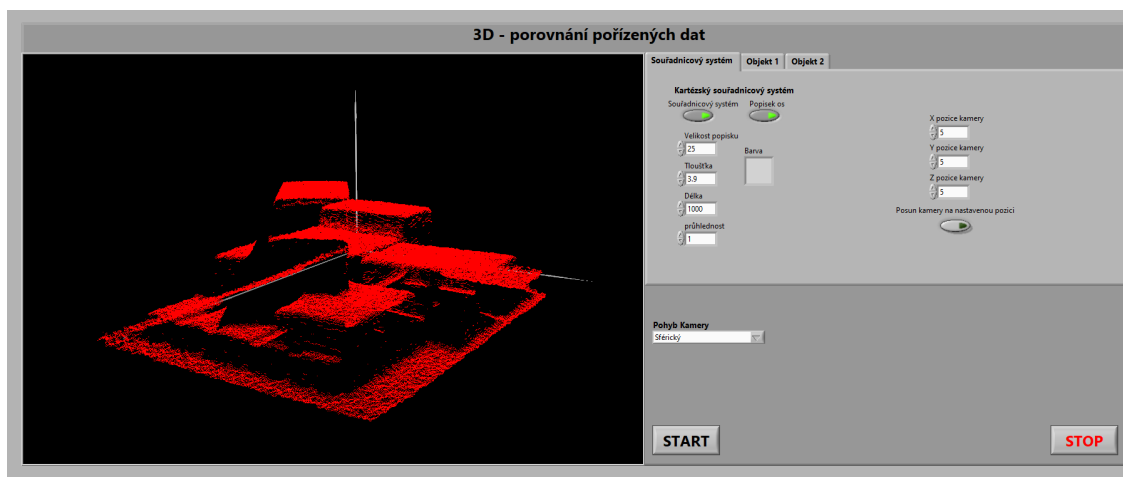 3D - porovnání pořízených dat
Souřadnicový systém Objekt 1 Objekt 2
Kartézský souřadnicový systém
Souřadnicový systém Popisek os
Velikost popisku
25
Barva
Tloušťka
3.9
Délka
1000
průhlednost
1
X pozice kamery
5
Y pozice kamery
5
Z pozice kamery
5
Posun kamery na nastavenou pozici
Pohyb Kamery
Sférický
START
STOP